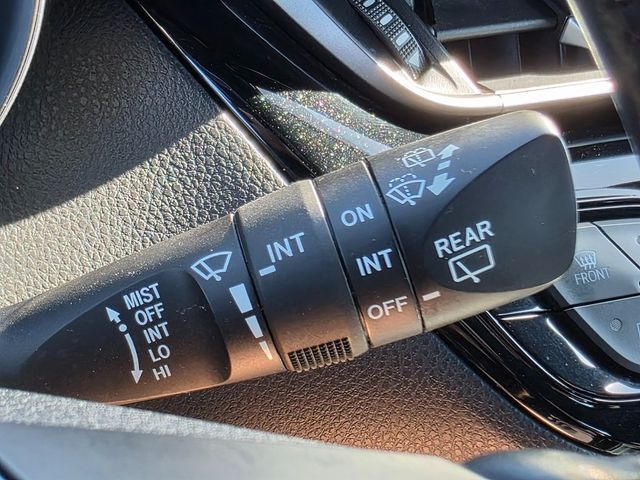 MIST
OFF
INT
LO
HI
INT
ON
INT
OFF
REAR
FRONT